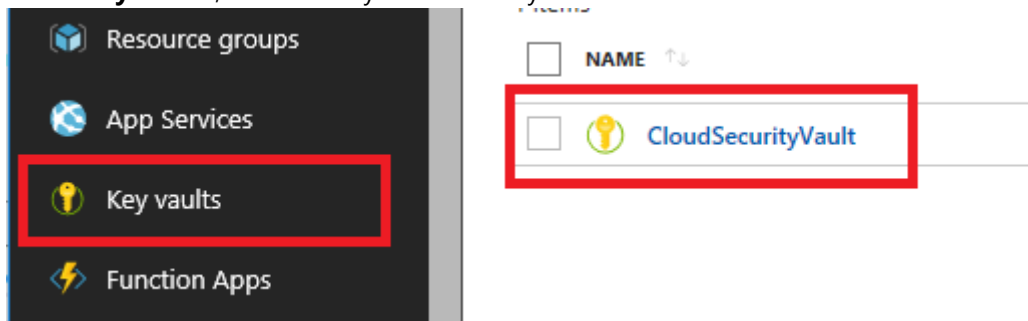 Resource groups
App Services
Key vaults
Function Apps
NAME
CloudSecurityVault